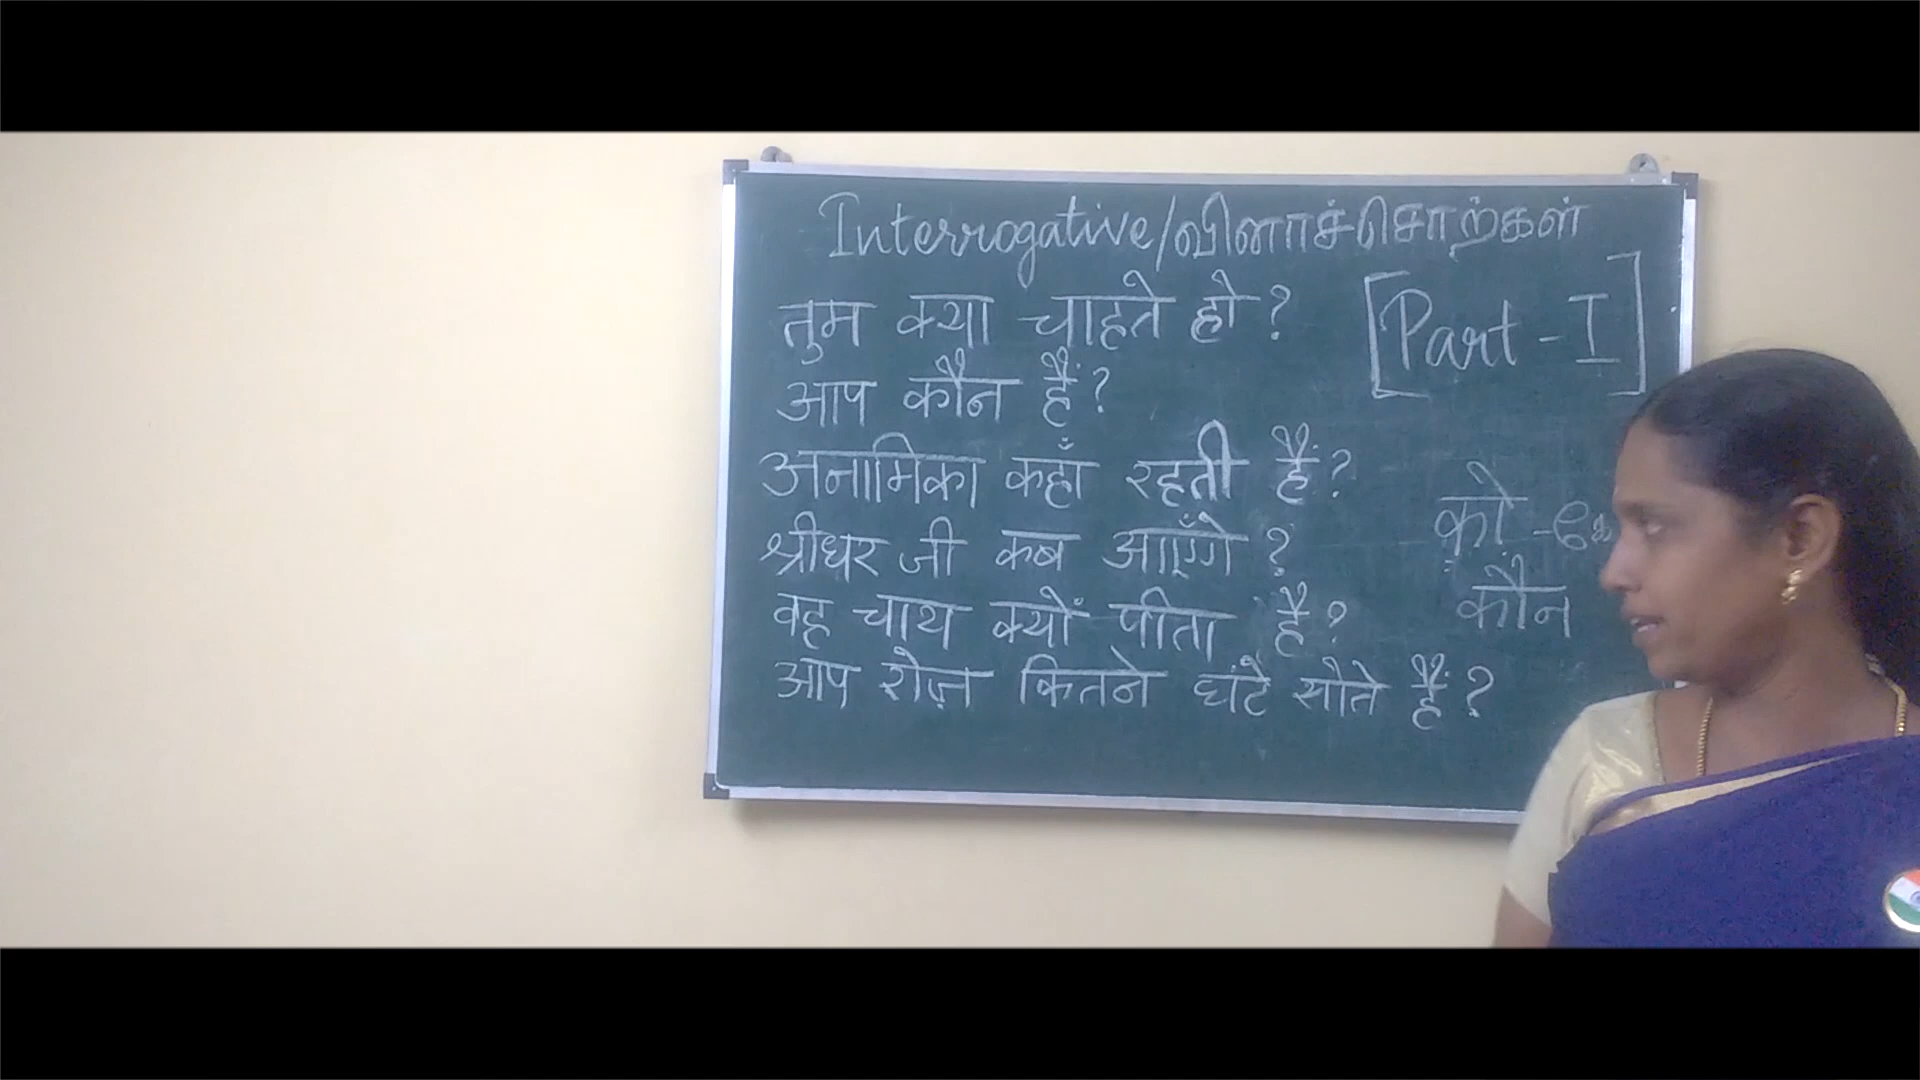 Interrogative/வினாச்சொற்கள்
[Part - I]
तुम क्या चाहते हो?
आप कौन हैं?
अनामिका कहाँ रहती हैं?
श्रीधर जी कब आएँगे ?
वह चाय क्यों पीता है?
आप रोज़ कितने घंटे सोते हैं?
को -
कौन